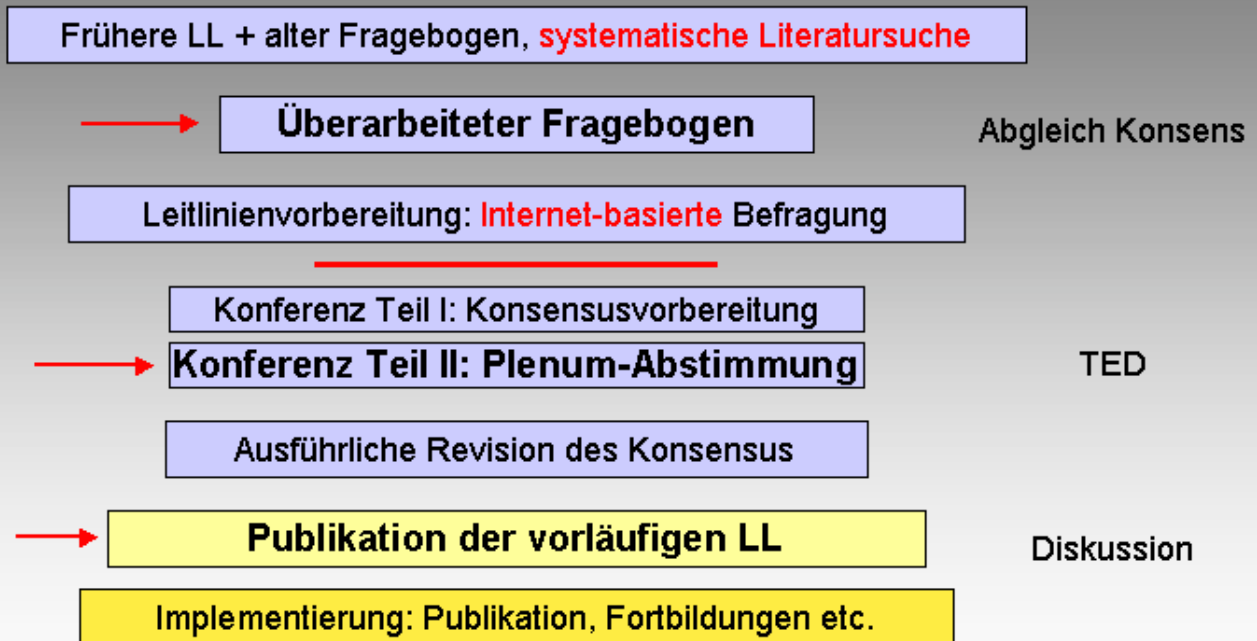 Frühere LL + alter Fragebogen, systematische Literatursuche
Überarbeiteter Fragebogen
Abgleich Konsens
Leitlinienvorbereitung: Internet-basierte Befragung
Konferenz Teil I: Konsensusvorbereitung
Konferenz Teil II: Plenum-Abstimmung
TED
Ausführliche Revision des Konsensus
Publikation der vorläufigen LL
Diskussion
Implementierung: Publikation, Fortbildungen etc.